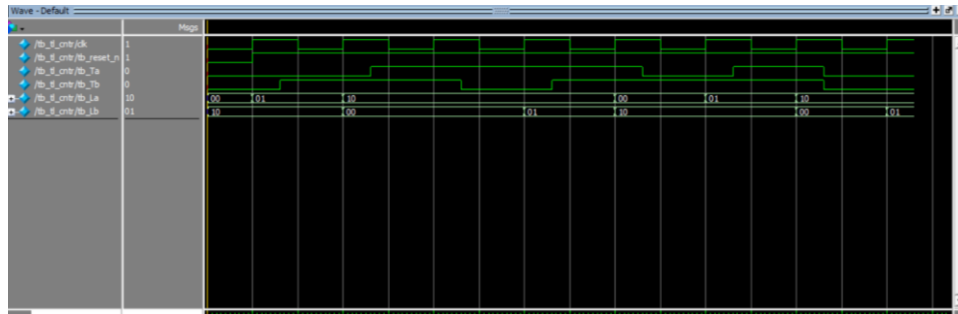 Wave - Default
Msgs
/tb_tl_cntr/clk 1
/tb_tl_cntr/tb_reset_n 1
/tb_tl_cntr/tb_Ta 0
/tb_tl_cntr/tb_Tb 0
/tb_tl_cntr/tb_La 10 00 01 10 00 01 10
/tb_tl_cntr/tb_Lb 01 10 00 01 10 00 01